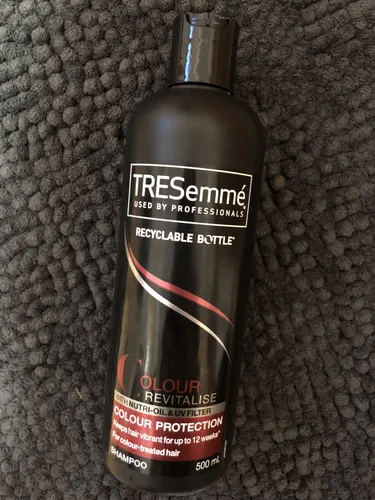 TRESemmé
USED BY PROFESSIONALS
RECYCLABLE BOTTLE*
COLOUR
REVITALISE
WITH NUTRI-OIL & UV FILTER
COLOUR PROTECTION
Keeps hair vibrant for up to 12 weeks*
For colour-treated hair
SHAMPOO
500 mL